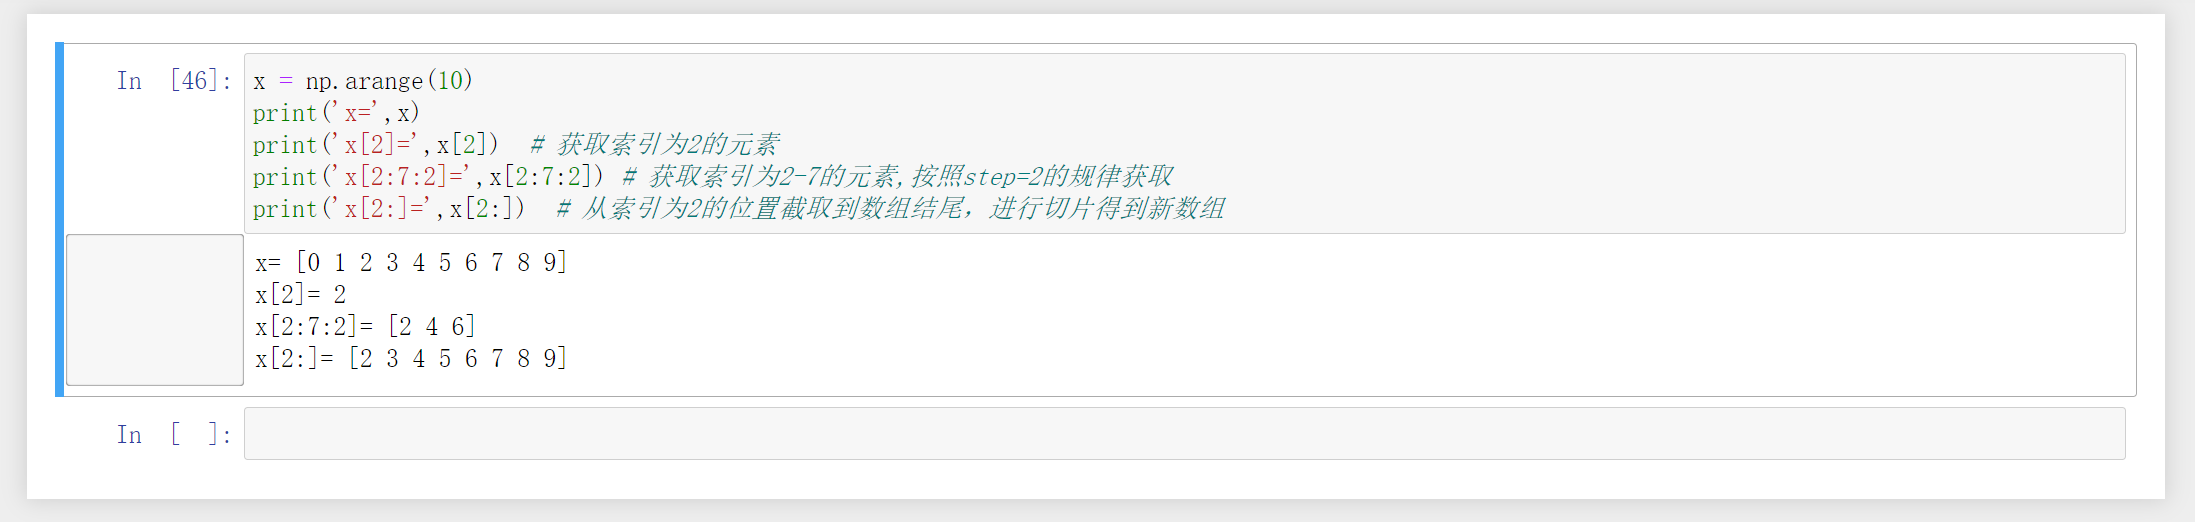 In [46]: x = np.arange(10)
print('x=',x)
print('x[2]=',x[2])  # 获取索引为2的元素
print('x[2:7:2]=',x[2:7:2]) # 获取索引为2-7的元素,按照step=2的规律获取
print('x[2:]=',x[2:])  # 从索引为2的位置截取到数组结尾，进行切片得到新数组
x= [0 1 2 3 4 5 6 7 8 9]
x[2]= 2
x[2:7:2]= [2 4 6]
x[2:]= [2 3 4 5 6 7 8 9]
In [ ]: